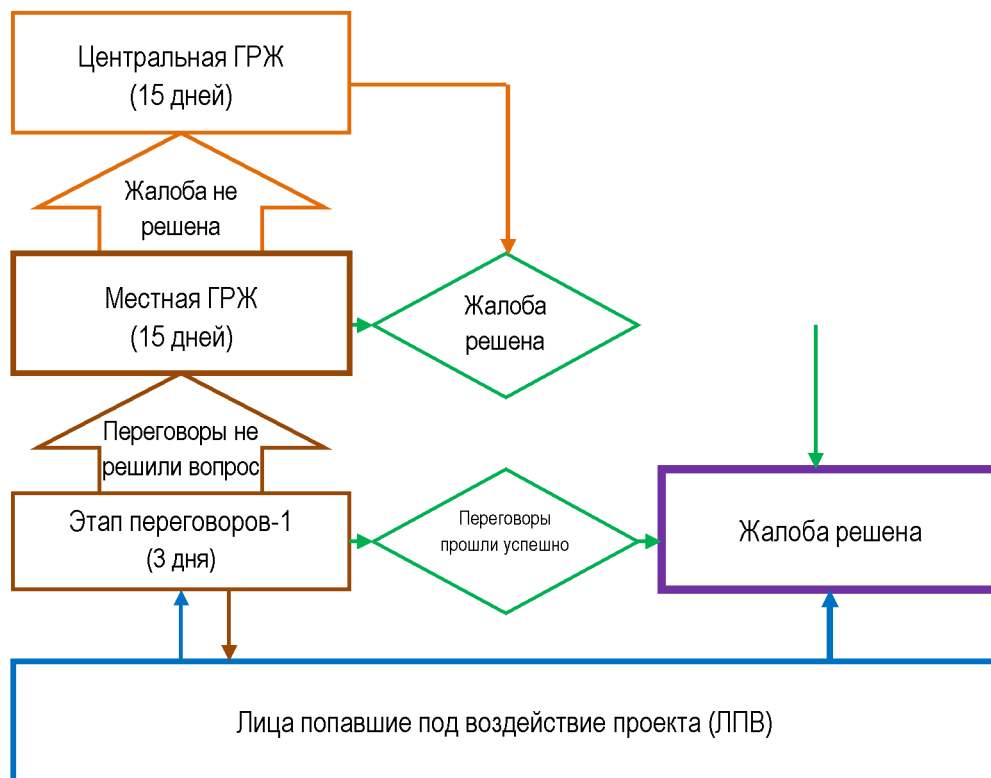 Центральная ГРЖ
(15 дней)
Жалоба не
решена
Местная ГРЖ
(15 дней)
Жалоба
решена
Переговоры не
решили вопрос
Этап переговоров-1
(3 дня)
Переговоры
прошли успешно
Жалоба решена
Лица попавшие под воздействие проекта (ЛПВ)